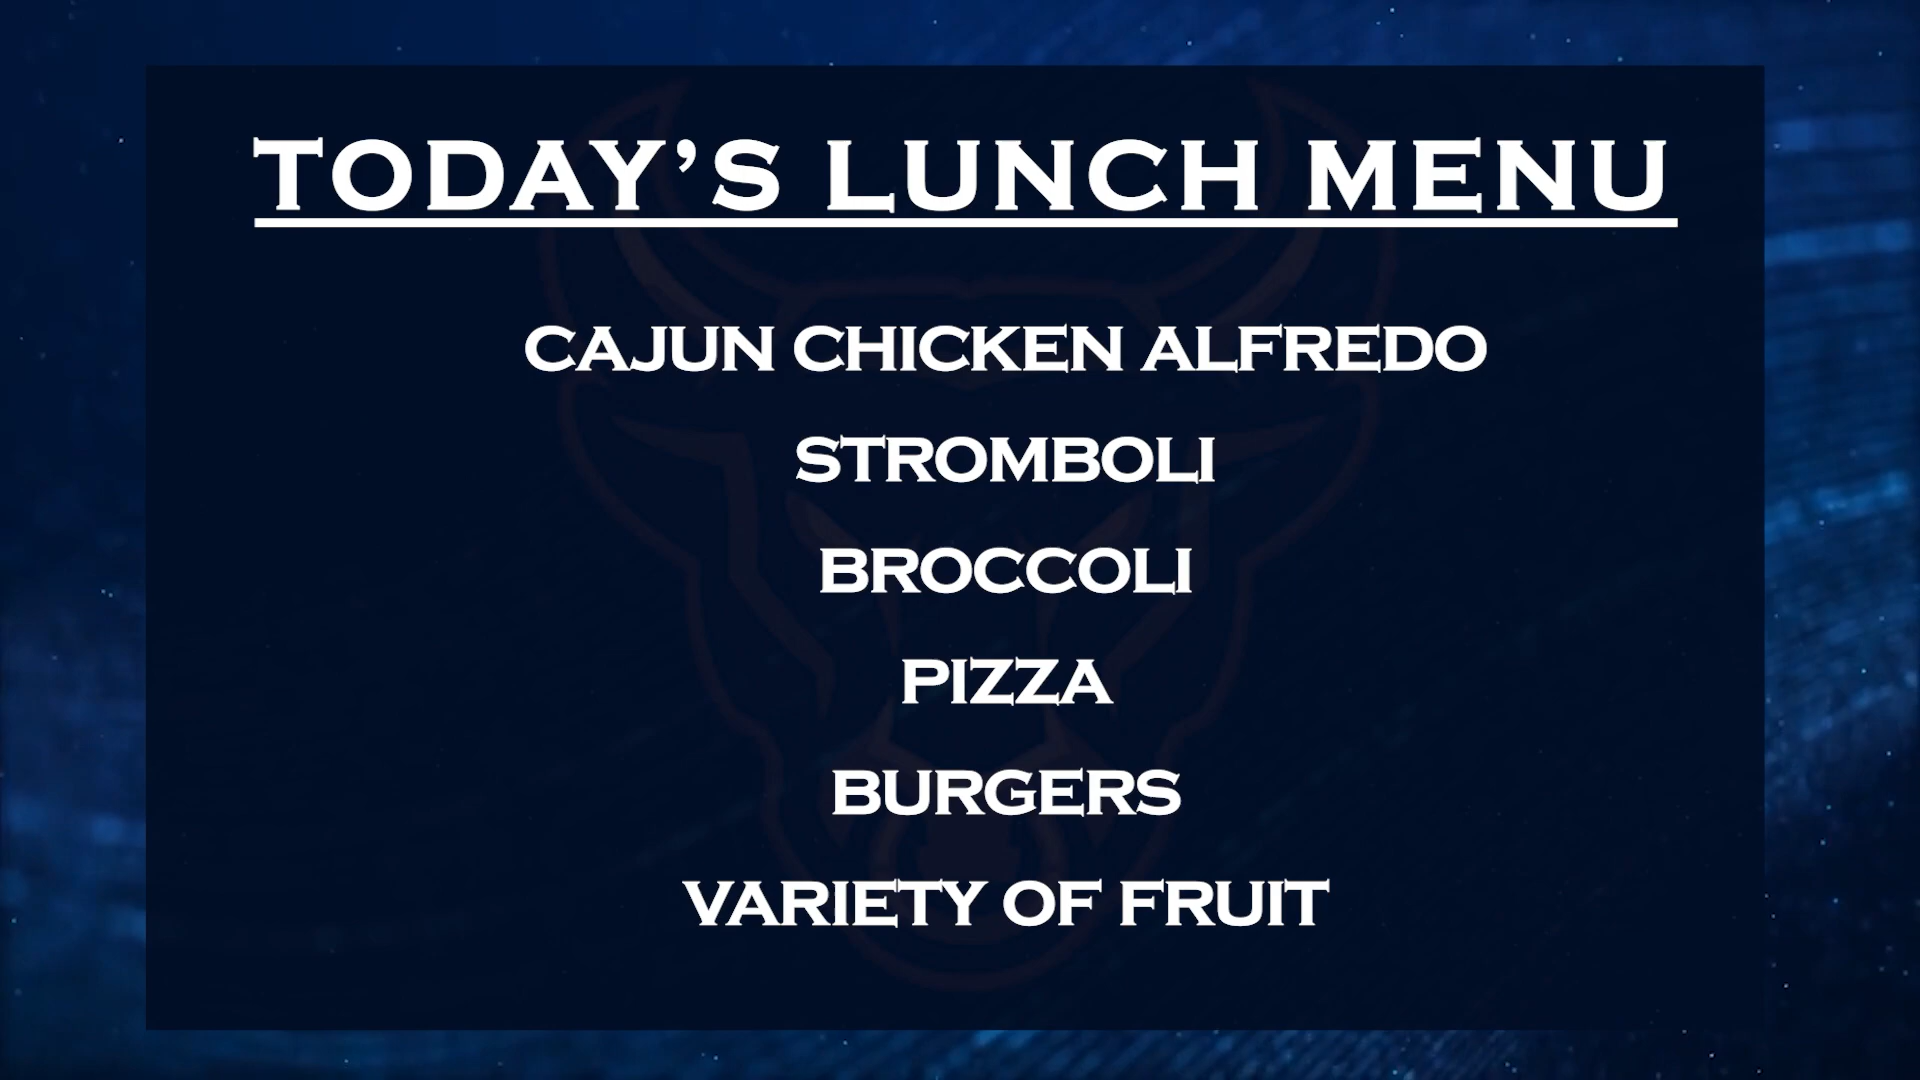 TODAY'S LUNCH MENU
CAJUN CHICKEN ALFREDO
STROMBOLI
BROCCOLI
PIZZA
BURGERS
VARIETY OF FRUIT